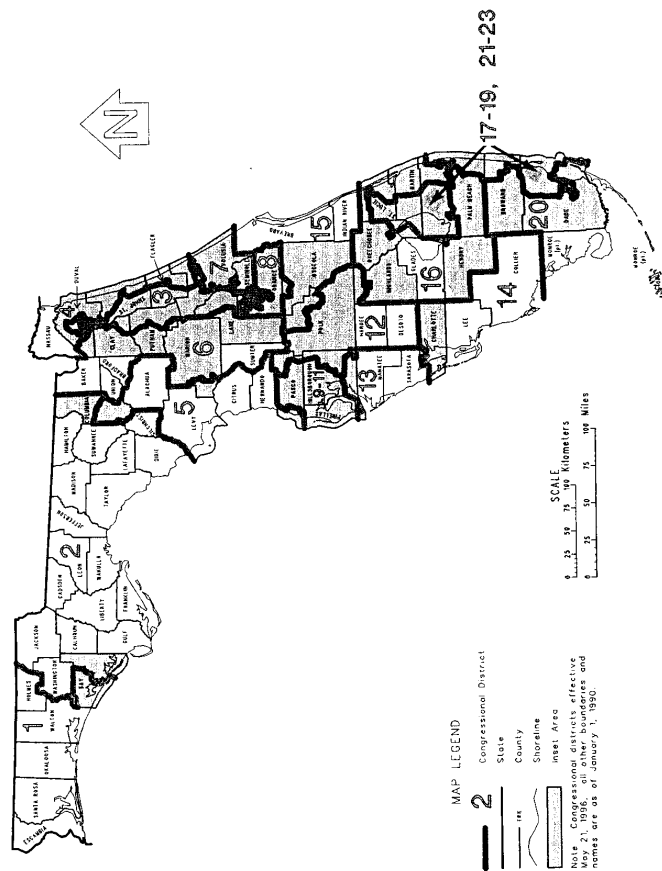 N
NASSAU
DUVAL
BAKER
HAMILTON
MADISON
JEFFERSON
LEON
GADSDEN
JACKSON
HOLMES
WASHINGTON
WALTON
OKALOOSA
SANTA ROSA
ESCAMBIA
BAY
CALHOUN
GULF
LIBERTY
FRANKLIN
WAKULLA
TAYLOR
LAFAYETTE
SUWANNEE
DIXIE
UNION
BRADFORD
CLAY
ST. JOHNS
PUTNAM
FLAGLER
ALACHUA
LEVY
MARION
VOLUSIA
LAKE
SUMTER
CITRUS
HERNANDO
PASCO
SEMINOLE
ORANGE
OSCEOLA
BREVARD
INDIAN RIVER
POLK
HILLSBOROUGH
MANATEE
SARASOTA
HARDEE
DESOTO
HIGHLANDS
OKEECHOBEE
ST. LUCIE
MARTIN
GLADES
CHARLOTTE
LEE
HENDRY
PALM BEACH
BROWARD
COLLIER
DADE
MONROE
(pt.)
MONROE
(pt.)
1
2
3
4
5
6
7
8
9-11
12
13
14
15
16
20
17-19, 21-23
MAP LEGEND
2 Congressional District
State
County
Shoreline
Inset Area
Note: Congressional districts effective
May 21, 1996; all other boundaries and
names are as of January 1, 1990.
SCALE
0 25 50 75 100 Kilometers
0 25 50 75 100 Miles